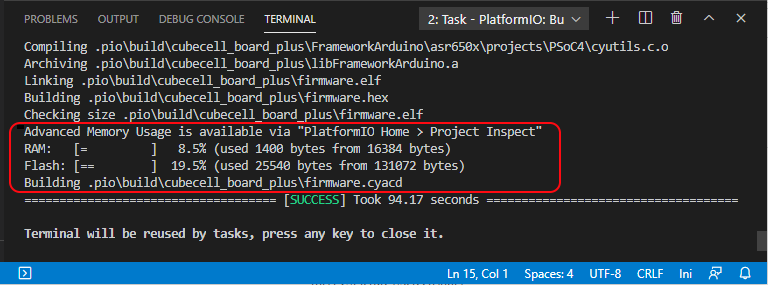 PROBLEMS OUTPUT DEBUG CONSOLE TERMINAL 2: Task - PlatformIO: Bu
Compiling .pio\build\cubecell_board_plus\FrameworkArduino\asr650x\projects\PSoC4\cyutils.c.o
Archiving .pio\build\cubecell_board_plus\libFrameworkArduino.a
Linking .pio\build\cubecell_board_plus\firmware.elf
Building .pio\build\cubecell_board_plus\firmware.hex
Checking size .pio\build\cubecell_board_plus\firmware.elf
Advanced Memory Usage is available via "PlatformIO Home > Project Inspect"
RAM:   [=         ]   8.5% (used 1400 bytes from 16384 bytes)
Flash: [==        ]  19.5% (used 25540 bytes from 131072 bytes)
Building .pio\build\cubecell_board_plus\firmware.cyacd
==================================== [SUCCESS] Took 94.17 seconds ====================================
Terminal will be reused by tasks, press any key to close it.
Ln 15, Col 1 Spaces: 4 UTF-8 CRLF Ini